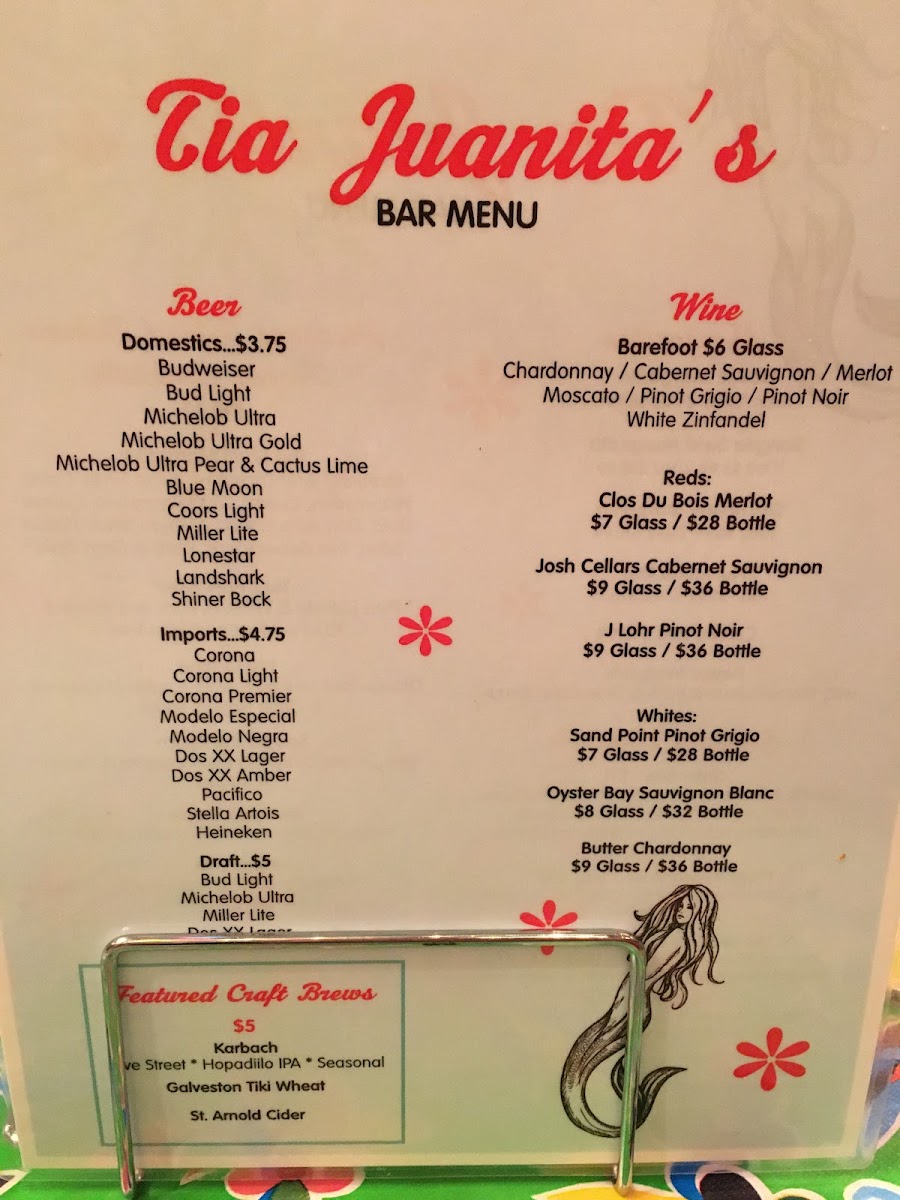 Tia Juanita's
BAR MENU
Beer
Domestics...$3.75
Budweiser
Bud Light
Michelob Ultra
Michelob Ultra Gold
Michelob Ultra Pear & Cactus Lime
Blue Moon
Coors Light
Miller Lite
Lonestar
Landshark
Shiner Bock
Imports...$4.75
Corona
Corona Light
Corona Premier
Modelo Especial
Modelo Negra
Dos XX Lager
Dos XX Amber
Pacifico
Stella Artois
Heineken
Draft...$5
Bud Light
Michelob Ultra
Miller Lite
Dos XX Lager
Featured Craft Brews
$5
Karbach
Street * Hopadiilo IPA * Seasonal
Galveston Tiki Wheat
St. Arnold Cider
Wine
Barefoot $6 Glass
Chardonnay / Cabernet Sauvignon / Merlot
Moscato / Pinot Grigio / Pinot Noir
White Zinfandel
Reds:
Clos Du Bois Merlot
$7 Glass / $28 Bottle
Josh Cellars Cabernet Sauvignon
$9 Glass / $36 Bottle
J Lohr Pinot Noir
$9 Glass / $36 Bottle
Whites:
Sand Point Pinot Grigio
$7 Glass / $28 Bottle
Oyster Bay Sauvignon Blanc
$8 Glass / $32 Bottle
Butter Chardonnay
$9 Glass / $36 Bottle